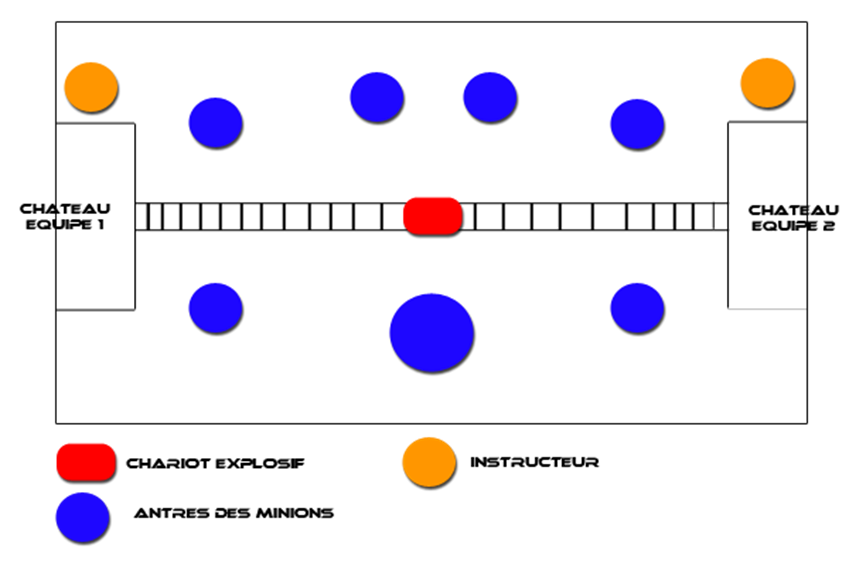 CHATEAU
EQUIPE 1
CHATEAU
EQUIPE 2
CHARIOT EXPLOSIF
INSTRUCTEUR
ANTRES DES MINIONS